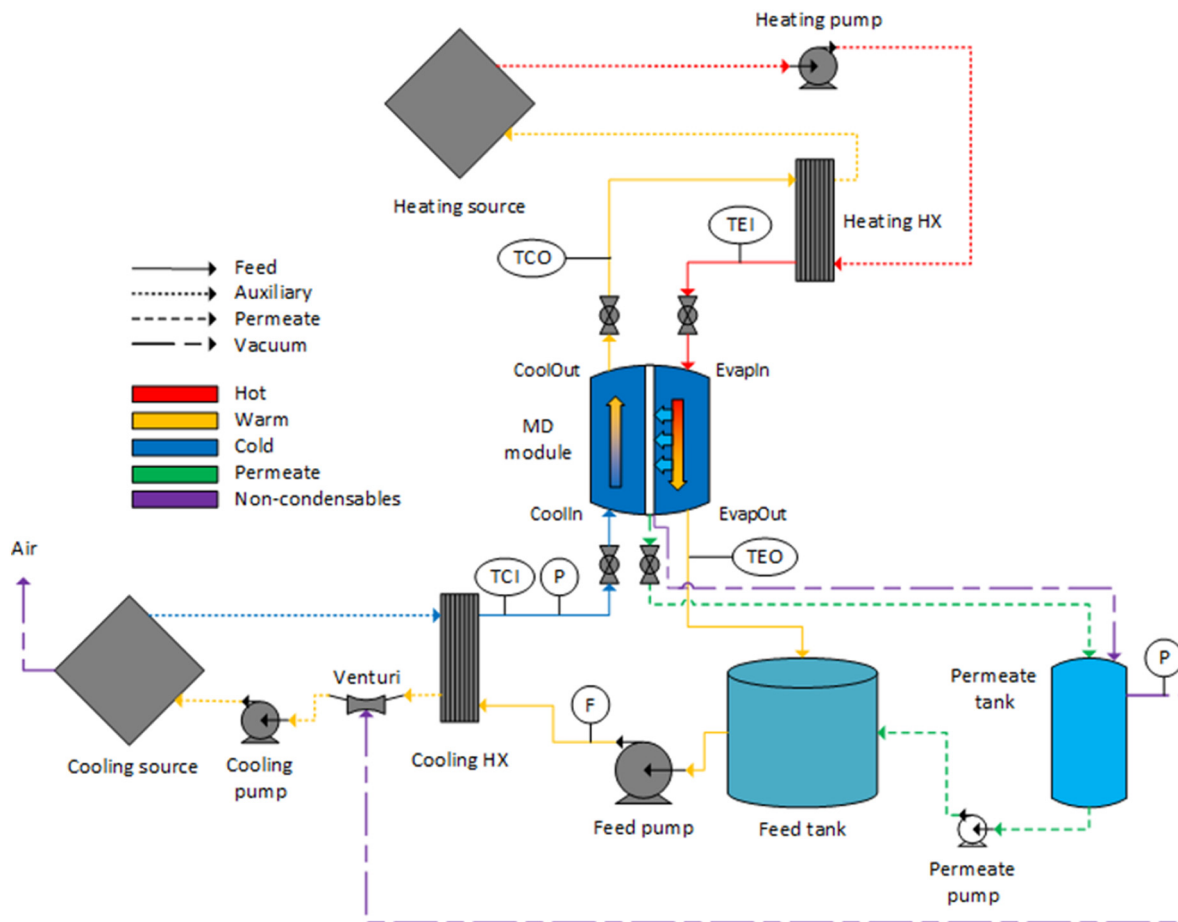 Heating pump
Heating source
Heating HX
TEI
TCO
Feed
Auxiliary
Permeate
Vacuum
Hot
Warm
Cold
Permeate
Non-condensables
CoolOut
EvapIn
MD
module
CoolIn
EvapOut
TEO
Air
TCI
P
Venturi
F
Permeate
tank
P
Cooling source
Cooling
pump
Cooling HX
Feed pump
Feed tank
Permeate
pump